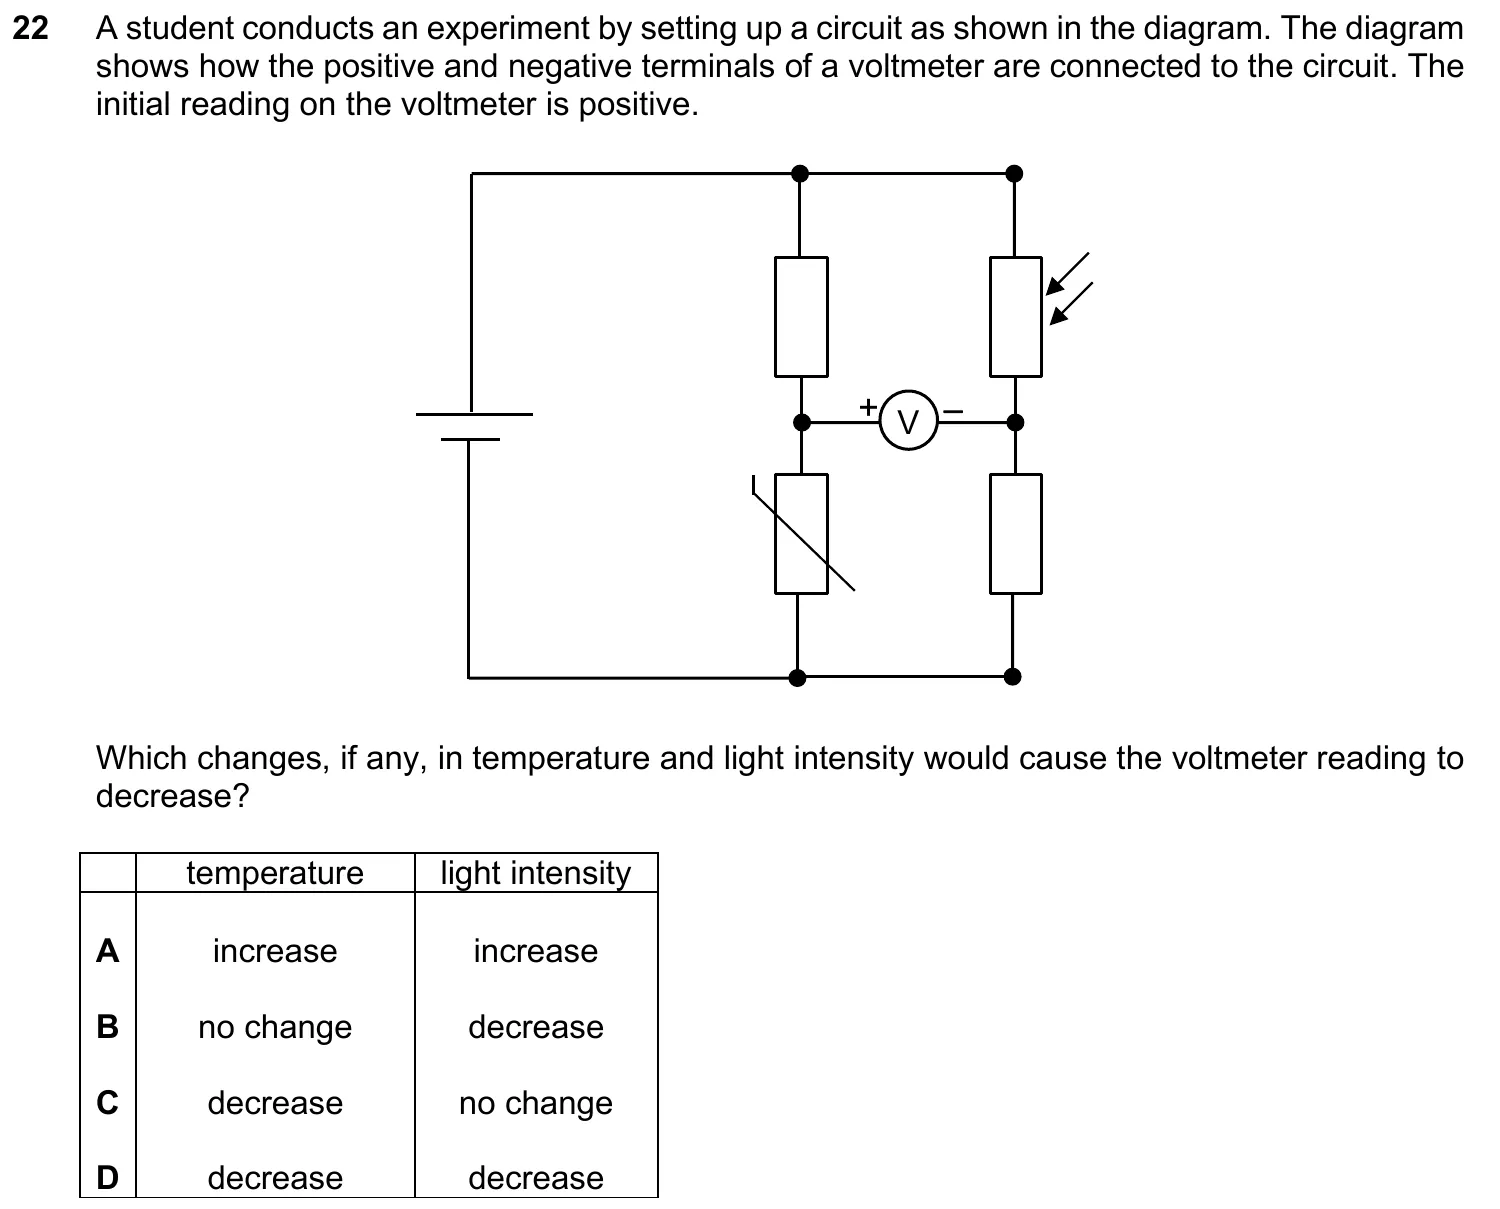 22 A student conducts an experiment by setting up a circuit as shown in the diagram. The diagram
shows how the positive and negative terminals of a voltmeter are connected to the circuit. The
initial reading on the voltmeter is positive.
+ V –
Which changes, if any, in temperature and light intensity would cause the voltmeter reading to
decrease?
temperature light intensity
A increase increase
B no change decrease
C decrease no change
D decrease decrease